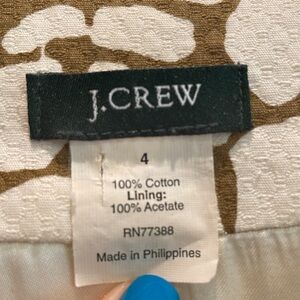 J.CREW
4
100% Cotton
Lining:
100% Acetate
RN77388
Made in Philippines